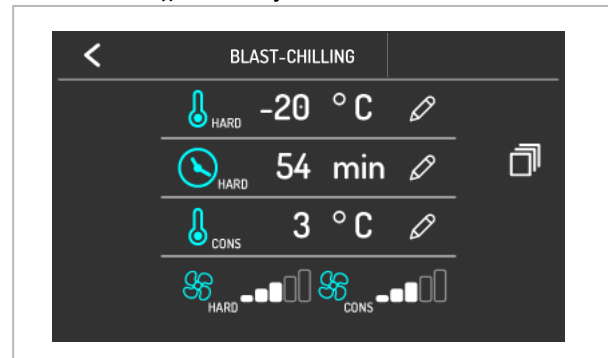 BLAST-CHILLING
HARD -20 °C
HARD 54 min
CONS 3 °C
HARD CONS